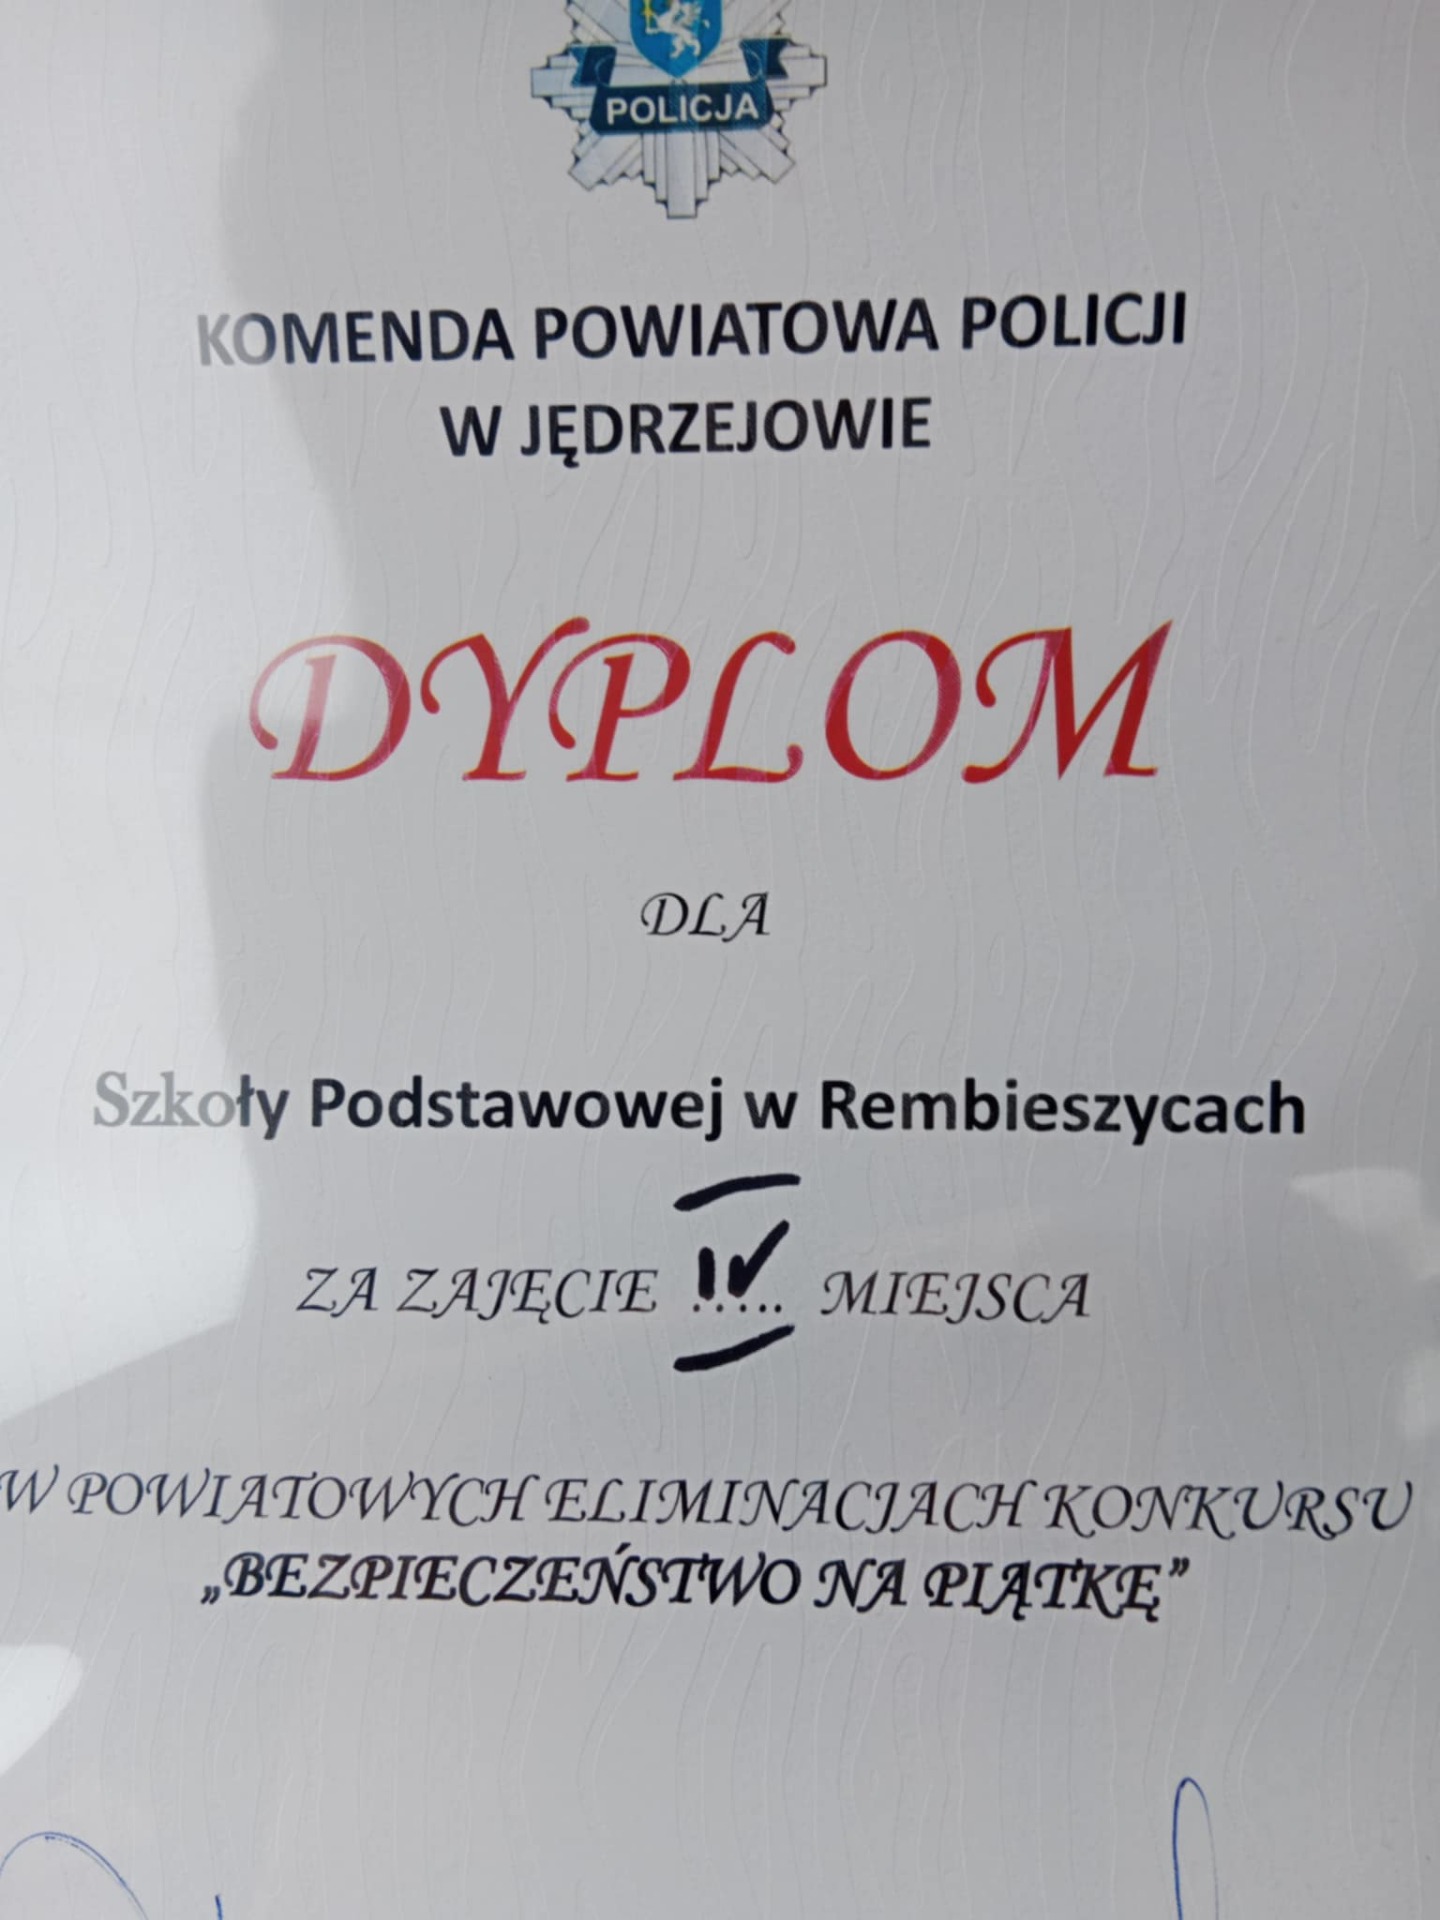 POLICJA
KOMENDA POWIATOWA POLICJI
W JĘDRZEJOWIE
DYPLOM
DLA
Szkoły Podstawowej w Rembieszycach
ZA ZAJĘCIE ..IV... MIEJSCA
W POWIATOWYCH ELIMINACJACH KONKURSU
„BEZPIECZEŃSTWO NA PIĄTKĘ”